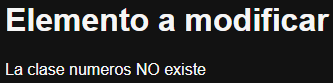 Elemento a modificar
La clase numeros NO existe